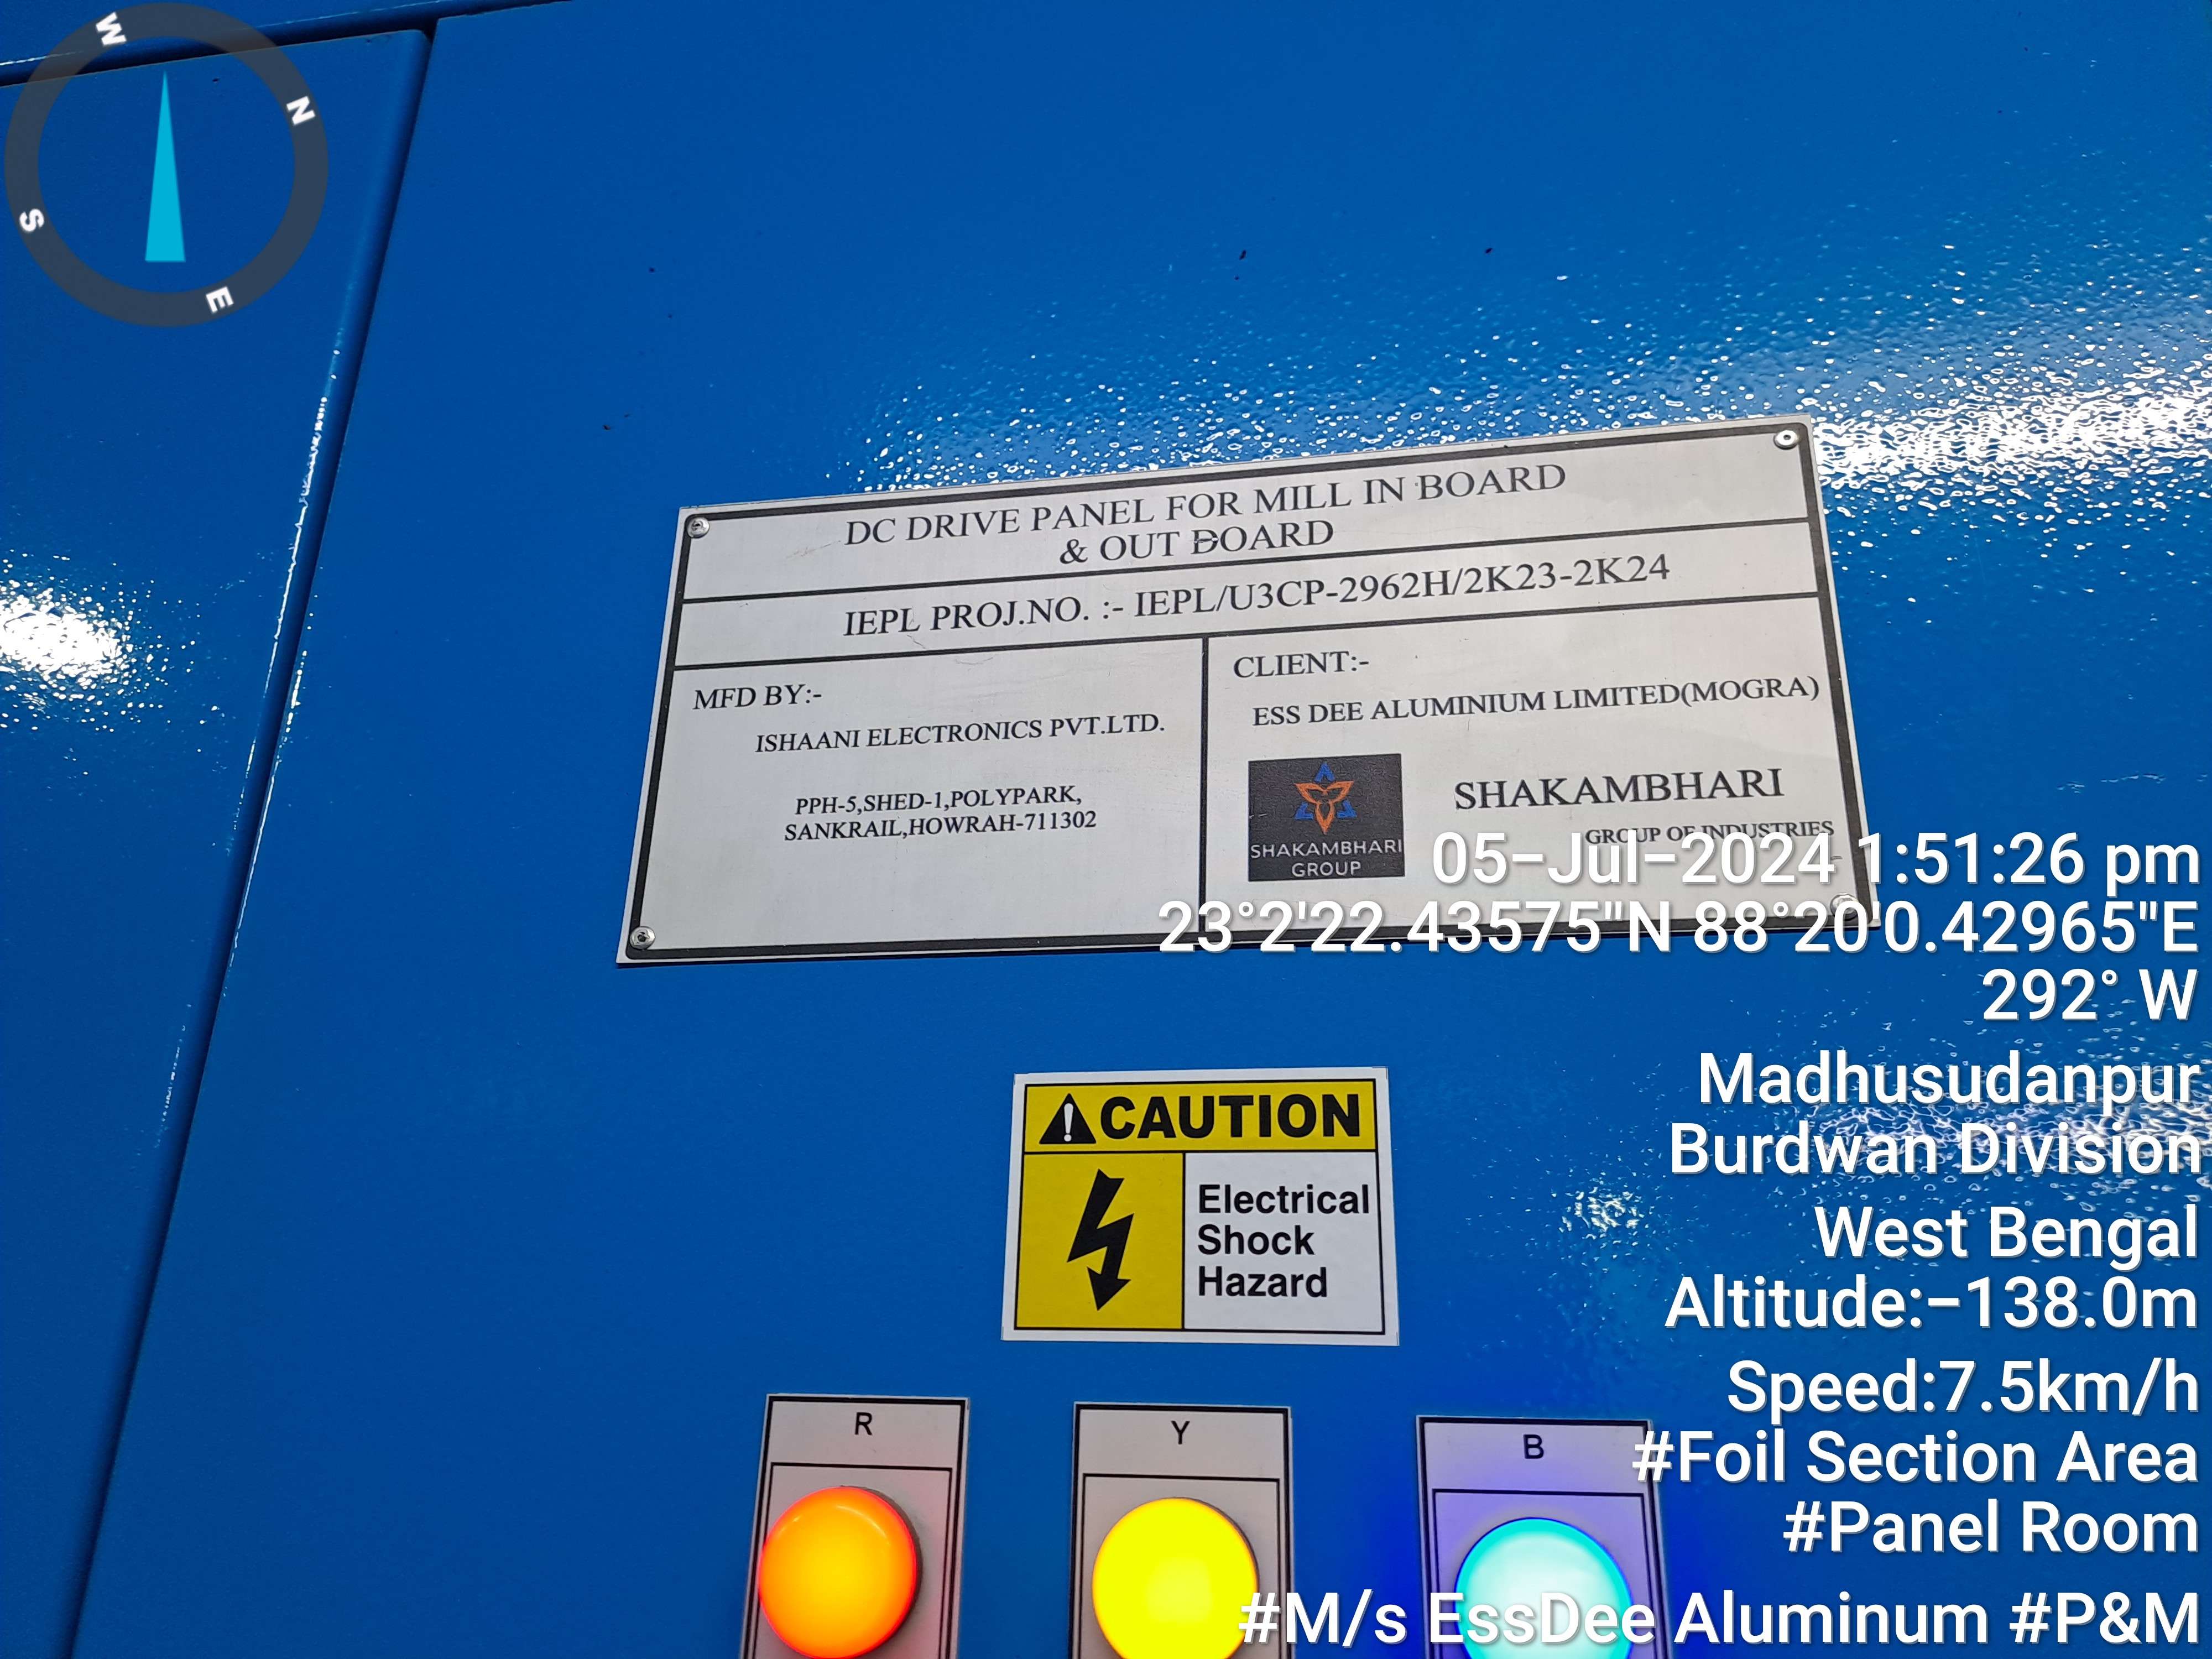 W
N
S
E
DC DRIVE PANEL FOR MILL IN BOARD
& OUT BOARD
IEPL PROJ.NO. :- IEPL/U3CP-2962H/2K23-2K24
MFD BY:-
ISHAANI ELECTRONICS PVT.LTD.
PPH-5,SHED-1,POLYPARK,
SANKRAIL,HOWRAH-711302
CLIENT:-
ESS DEE ALUMINIUM LIMITED(MOGRA)
SHAKAMBHARI
GROUP OF INDUSTRIES
SHAKAMBHARI
GROUP
05-Jul-2024 1:51:26 pm
23°2'22.43575"N 88°20'0.42965"E
292° W
Madhusudanpur
Burdwan Division
West Bengal
Altitude:-138.0m
Speed:7.5km/h
#Foil Section Area
#Panel Room
#M/s EssDee Aluminum #P&M
CAUTION
Electrical
Shock
Hazard
R
Y
B